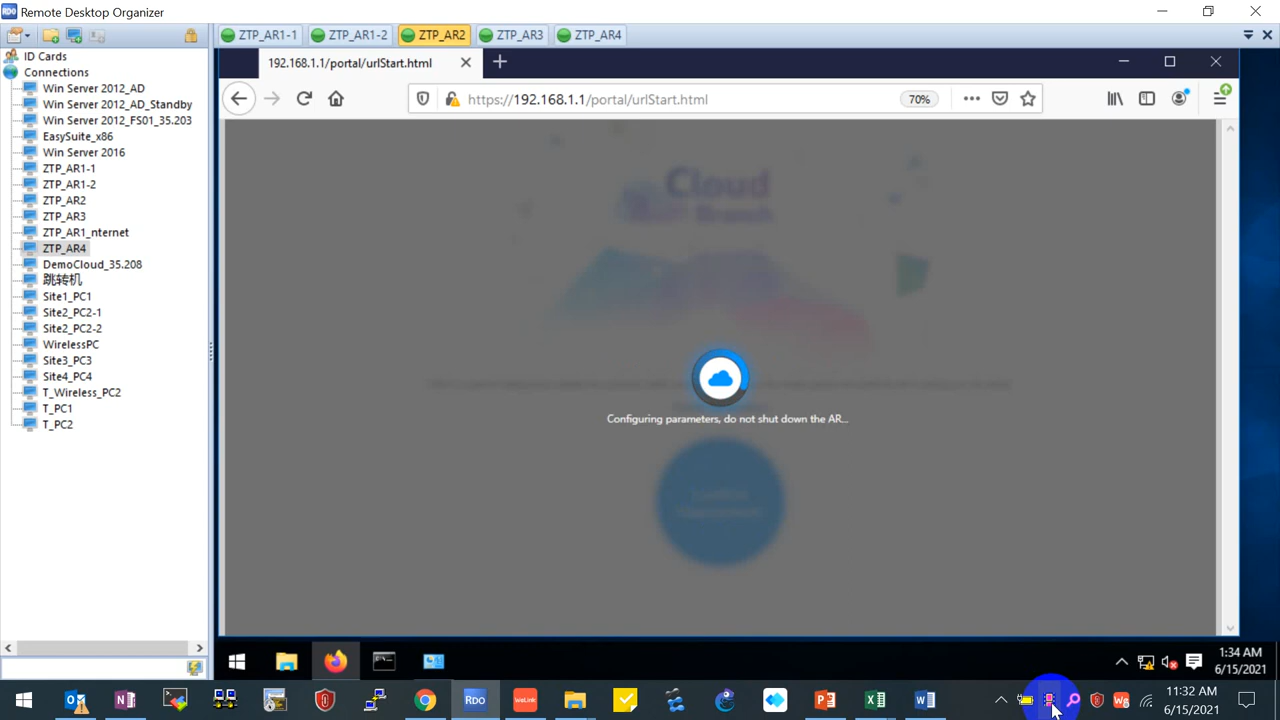 Remote Desktop Organizer
ID Cards
Connections
Win Server 2012_AD
Win Server 2012_AD_Standby
Win Server 2012_FS01_35.203
EasySuite_x86
Win Server 2016
ZTP_AR1-1
ZTP_AR1-2
ZTP_AR2
ZTP_AR3
ZTP_AR1_nternet
ZTP_AR4
DemoCloud_35.208
跳转机
Site1_PC1
Site2_PC2-1
Site2_PC2-2
WirelessPC
Site3_PC3
Site4_PC4
T_Wireless_PC2
T_PC1
T_PC2
ZTP_AR1-1
ZTP_AR1-2
ZTP_AR2
ZTP_AR3
ZTP_AR4
192.168.1.1/portal/urlStart.html
https://192.168.1.1/portal/urlStart.html
70%
Cloud
Branch
Configuring parameters, do not shut down the AR...
1:34 AM
6/15/2021
RDO
WeLink
11:32 AM
6/15/2021